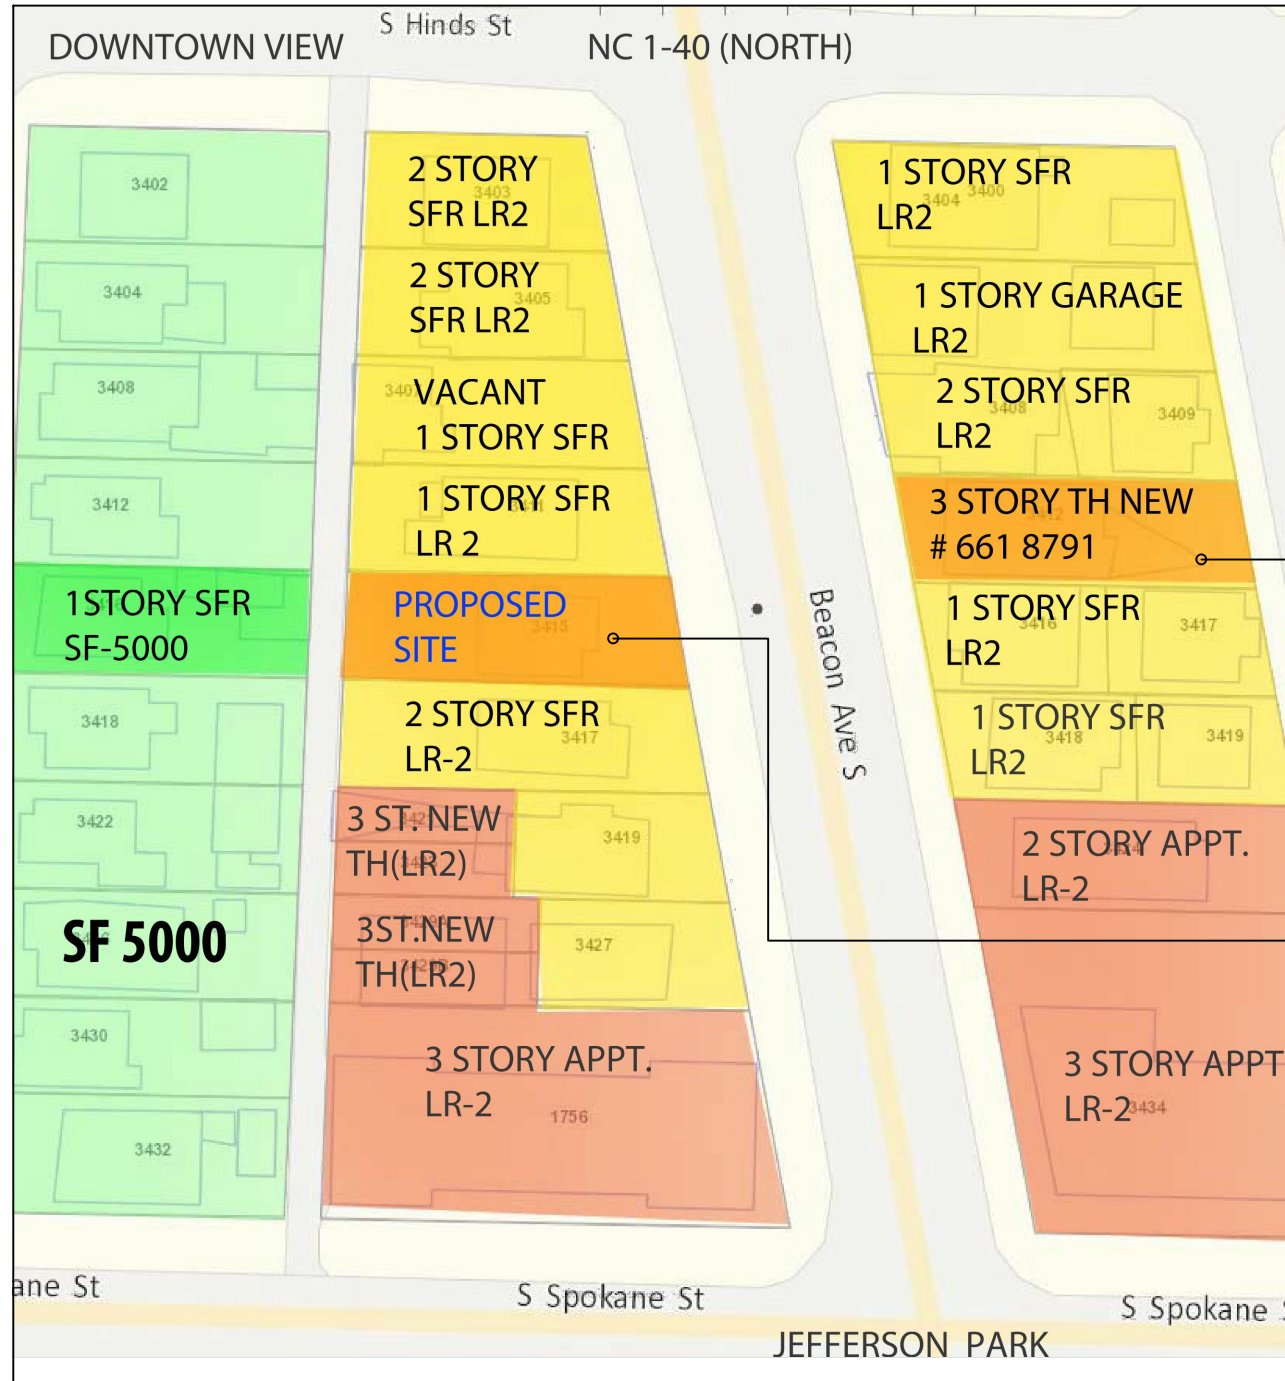 S Hinds St
DOWNTOWN VIEW
NC 1-40 (NORTH)
3402
3404
3408
3412
1STORY SFR
SF-5000
3418
3422
SF 5000
3430
3432
2 STORY
SFR LR2
3403
2 STORY
SFR LR2
3405
VACANT
1 STORY SFR
1 STORY SFR
LR 2
3411
PROPOSED
SITE
3415
2 STORY SFR
LR-2
3417
3 ST. NEW
TH(LR2)
3419
3ST.NEW
TH(LR2)
3427
3 STORY APPT.
LR-2
1756
Beacon Ave S
1 STORY SFR
LR2
3404
3400
1 STORY GARAGE
LR2
2 STORY SFR
LR2
3408
3409
3 STORY TH NEW
# 661 8791
3412
1 STORY SFR
LR2
3416
3417
1 STORY SFR
LR2
3418
3419
2 STORY APPT.
LR-2
3 STORY APPT
LR-2
3434
ane St
S Spokane St
S Spokane
JEFFERSON PARK